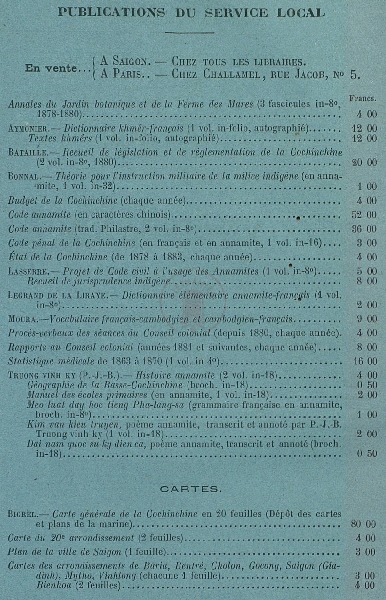 PUBLICATIONS DU SERVICE LOCAL
En vente... { A SAIGON. — CHEZ TOUS LES LIBRAIRES.
A PARIS.. — CHEZ CHALLAMEL, RUE JACOB, Nº 5.
Francs.
Annales du Jardin botanique et de la Ferme des Mares (3 fascicules in-8º,
1878-1880) 4 00
AYMONIER. — Dictionnaire khmêr-français (1 vol. in-folio, autographié) 12 00
Textes khmêrs (1 vol. in-folio, autographié) 12 00
BATAILLE. — Recueil de législation et de réglementation de la Cochinchine
(2 vol. in-8º, 1880) 20 00
BONNAL. — Théorie pour l'instruction militaire de la milice indigène (en anna-
mite, 1 vol. in-32) 1 00
Budget de la Cochinchine (chaque année) 4 00
Code annamite (en caractères chinois) 52 00
Code annamite (trad. Philastre, 2 vol. in-8º) 36 00
Code pénal de la Cochinchine (en français et en annamite, 1 vol. in-16) 3 00
État de la Cochinchine (de 1878 à 1883, chaque année) 4 00
LASSERRE. — Projet de Code civil à l'usage des Annamites (1 vol. in-8º) 5 00
Recueil de jurisprudence indigène 8 00
LEGRAND DE LA LIRAYE. — Dictionnaire élémentaire annamite-français (1 vol.
in-8º) 2 00
MOURA. — Vocabulaire français-cambodgien et cambodgien-français 9 00
Procès-verbaux des séances du Conseil colonial (depuis 1880, chaque année). 4 00
Rapports au Conseil colonial (années 1881 et suivantes, chaque année) 8 00
Statistique médicale de 1863 à 1870 (1 vol. in-4º) 16 00
TRUONG VINH KY (P.-J.-B.). — Histoire annamite (2 vol. in-18) 4 00
Géographie de la Basse-Cochinchine (broch. in-18) 0 50
Manuel des écoles primaires (en annamite, 1 vol. in-18) 2 00
Meo luat day hoc tieng Pha-lang-sa (grammaire française en annamite,
broch. in-8º) 1 00
Kim van kien truyen, poème annamite, transcrit et annoté par P.-J.-B.
Truong vinh ky (1 vol. in-18) 2 00
Dai nam quoc su ky dien ca, poème annamite, transcrit et annoté (broch.
in-18) 0 50
CARTES.
BIGREL. — Carte générale de la Cochinchine en 20 feuilles (Dépôt des cartes
et plans de la marine) 80 00
Carte du 20e arrondissement (2 feuilles) 4 00
Plan de la ville de Saigon (1 feuille) 3 00
Cartes des arrondissements de Baria, Bentré, Cholon, Gocong, Saigon (Gia-
dinh), Mytho, Vinhlong (chacune 1 feuille) 3 00
Bienhoa (2 feuilles) 4 00